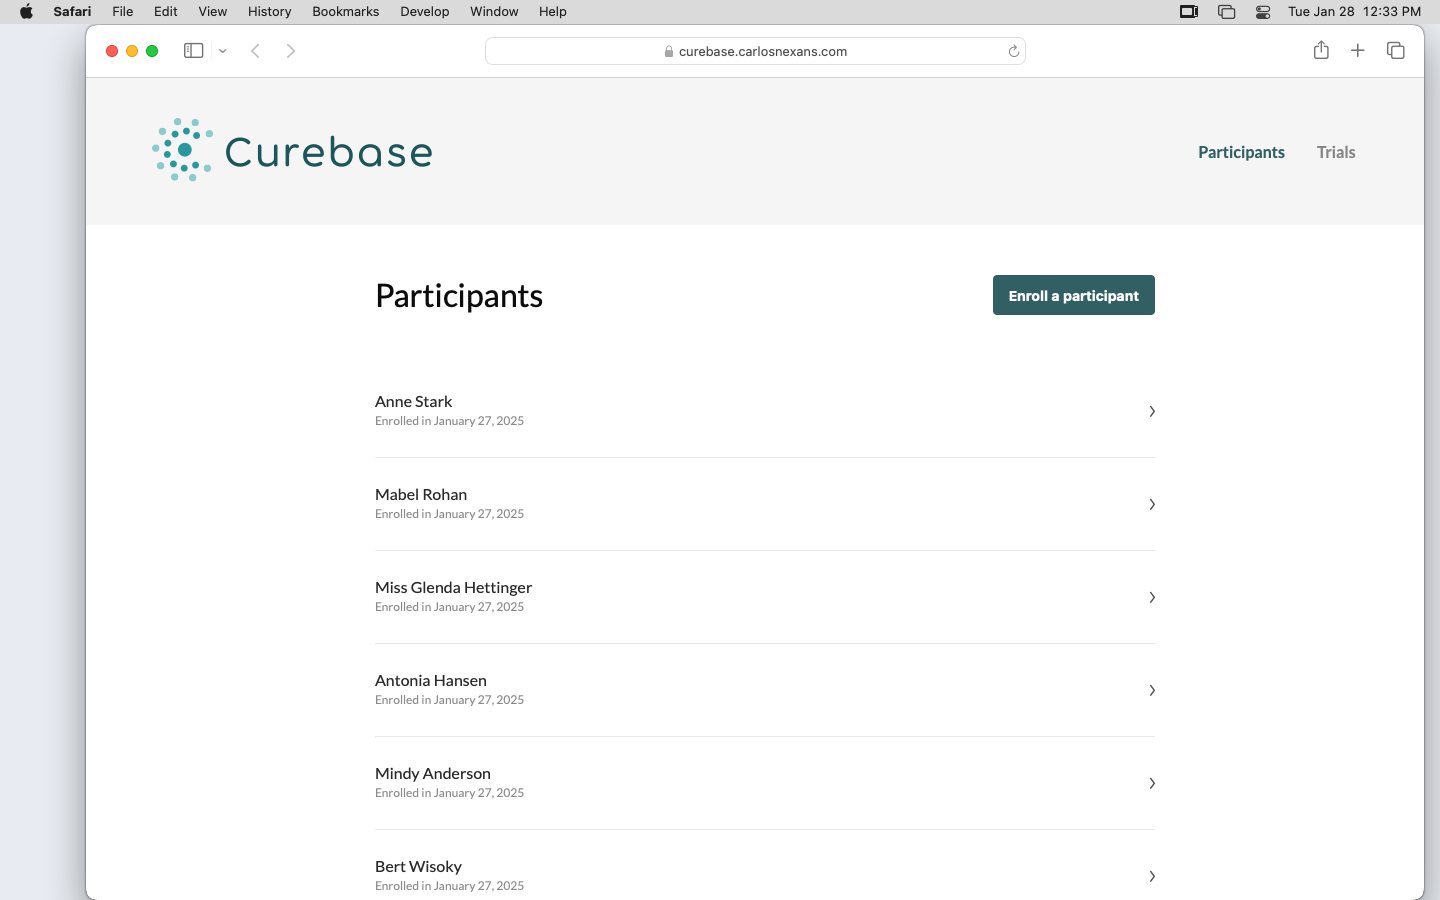 Safari File Edit View History Bookmarks Develop Window Help Tue Jan 28 12:33 PM
curebase.carlosnexans.com
Curebase
Participants Trials
Participants
Enroll a participant
Anne Stark
Enrolled in January 27, 2025
Mabel Rohan
Enrolled in January 27, 2025
Miss Glenda Hettinger
Enrolled in January 27, 2025
Antonia Hansen
Enrolled in January 27, 2025
Mindy Anderson
Enrolled in January 27, 2025
Bert Wisoky
Enrolled in January 27, 2025